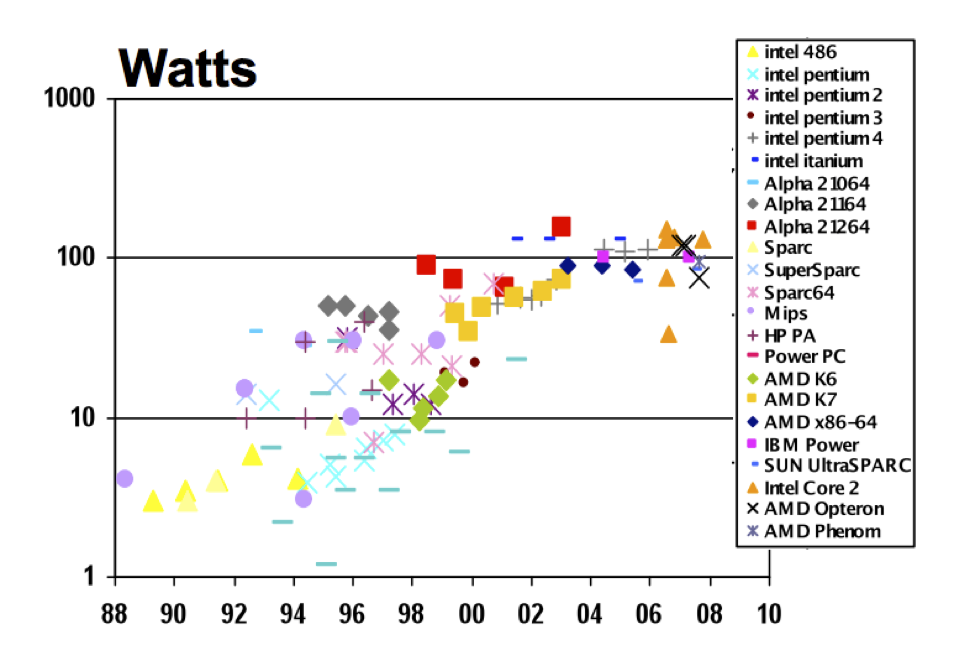 Watts
1000
100
10
1
88 90 92 94 96 98 00 02 04 06 08 10
intel 486
intel pentium
intel pentium 2
intel pentium 3
intel pentium 4
intel itanium
Alpha 21064
Alpha 21164
Alpha 21264
Sparc
SuperSparc
Sparc64
Mips
HP PA
Power PC
AMD K6
AMD K7
AMD x86-64
IBM Power
SUN UltraSPARC
Intel Core 2
AMD Opteron
AMD Phenom